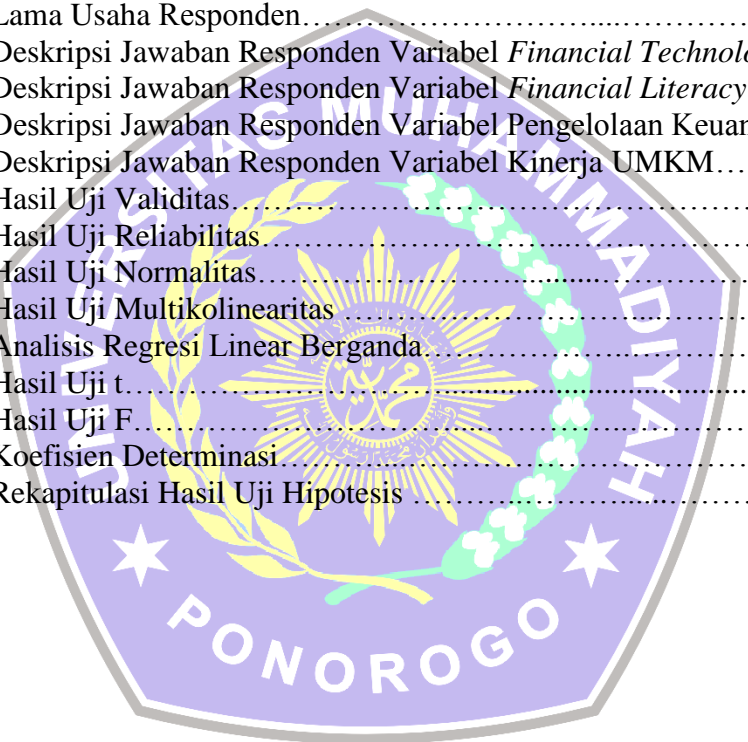 Lama Usaha Responden……………………....…………
Deskripsi Jawaban Responden Variabel Financial Technolo
Deskripsi Jawaban Responden Variabel Financial Literacy
Deskripsi Jawaban Responden Variabel Pengelolaan Keuan
Deskripsi Jawaban Responden Variabel Kinerja UMKM….
Hasil Uji Validitas………………………………………………
Hasil Uji Reliabilitas……………………………………………
Hasil Uji Normalitas……………………….....………………
Hasil Uji Multikolinearitas……………………………………
Analisis Regresi Linear Berganda……………………………
Hasil Uji t……………………………..............................
Hasil Uji F……………………………...………………………
Koefisien Determinasi…………………………………………
Rekapitulasi Hasil Uji Hipotesis …………………......………
UNIVERSITAS MUHAMMADIYAH
PONOROGO